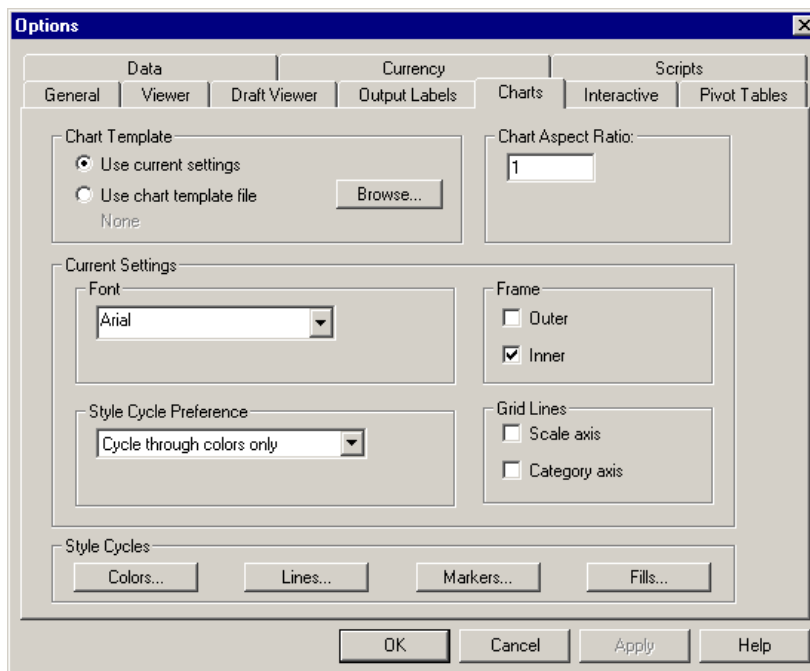 Options
Data Currency Scripts
General Viewer Draft Viewer Output Labels Charts Interactive Pivot Tables
Chart Template Chart Aspect Ratio:
Use current settings 1
Use chart template file Browse...
None
Current Settings
Font Frame
Arial Outer
Inner
Style Cycle Preference Grid Lines
Cycle through colors only Scale axis
Category axis
Style Cycles
Colors... Lines... Markers... Fills...
OK Cancel Apply Help